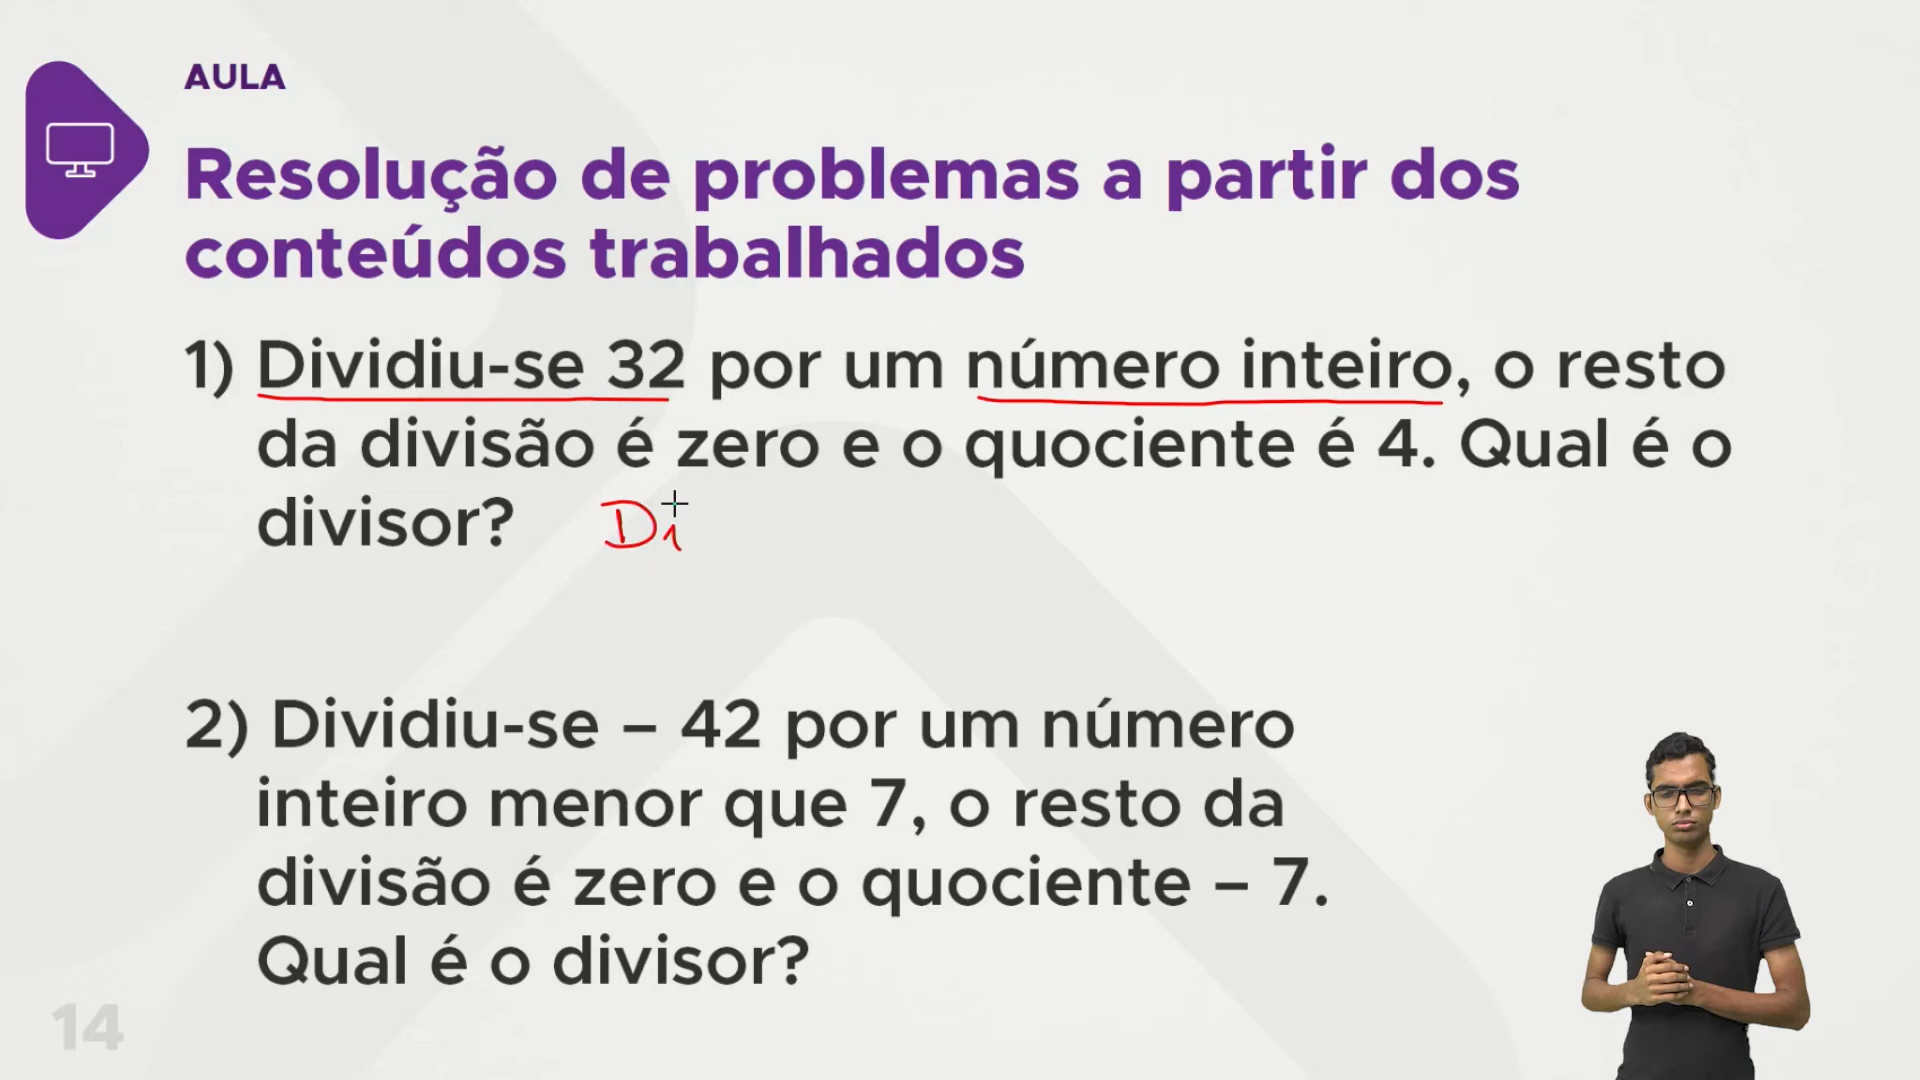 AULA
Resolução de problemas a partir dos
conteúdos trabalhados
1) Dividiu-se 32 por um número inteiro, o resto
da divisão é zero e o quociente é 4. Qual é o
divisor? Di
2) Dividiu-se – 42 por um número
inteiro menor que 7, o resto da
divisão é zero e o quociente – 7.
Qual é o divisor?
14